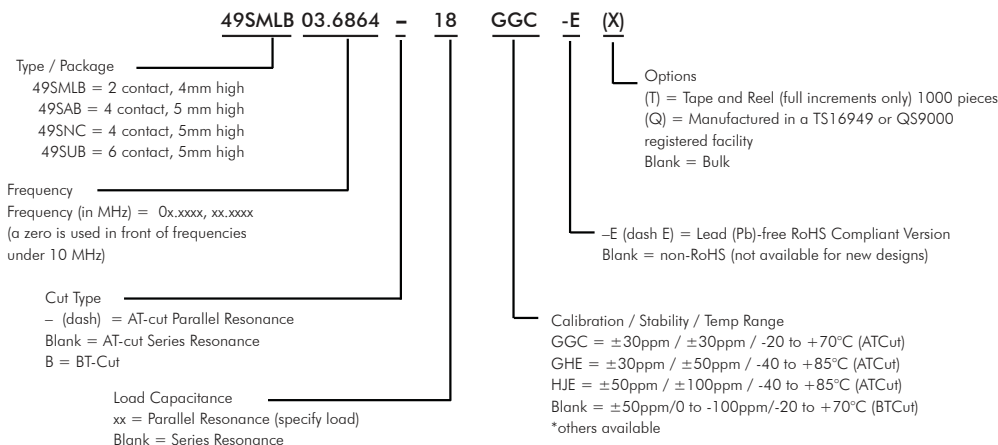 49SMLB 03.6864 – 18 GGC -E (X)
Type / Package
49SMLB = 2 contact, 4mm high
49SAB = 4 contact, 5 mm high
49SNC = 4 contact, 5mm high
49SUB = 6 contact, 5mm high
Frequency
Frequency (in MHz) = 0x.xxxx, xx.xxxx
(a zero is used in front of frequencies
under 10 MHz)
Cut Type
– (dash) = AT-cut Parallel Resonance
Blank = AT-cut Series Resonance
B = BT-Cut
Load Capacitance
xx = Parallel Resonance (specify load)
Blank = Series Resonance
Options
(T) = Tape and Reel (full increments only) 1000 pieces
(Q) = Manufactured in a TS16949 or QS9000
registered facility
Blank = Bulk
–E (dash E) = Lead (Pb)-free RoHS Compliant Version
Blank = non-RoHS (not available for new designs)
Calibration / Stability / Temp Range
GGC = ±30ppm / ±30ppm / -20 to +70°C (ATCut)
GHE = ±30ppm / ±50ppm / -40 to +85°C (ATCut)
HJE = ±50ppm / ±100ppm / -40 to +85°C (ATCut)
Blank = ±50ppm/0 to -100ppm/-20 to +70°C (BTCut)
*others available